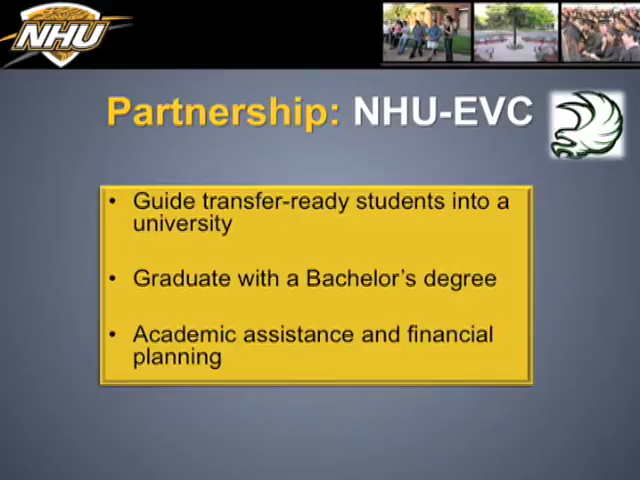 NHU
Partnership: NHU-EVC
• Guide transfer-ready students into a
university
• Graduate with a Bachelor's degree
• Academic assistance and financial
planning